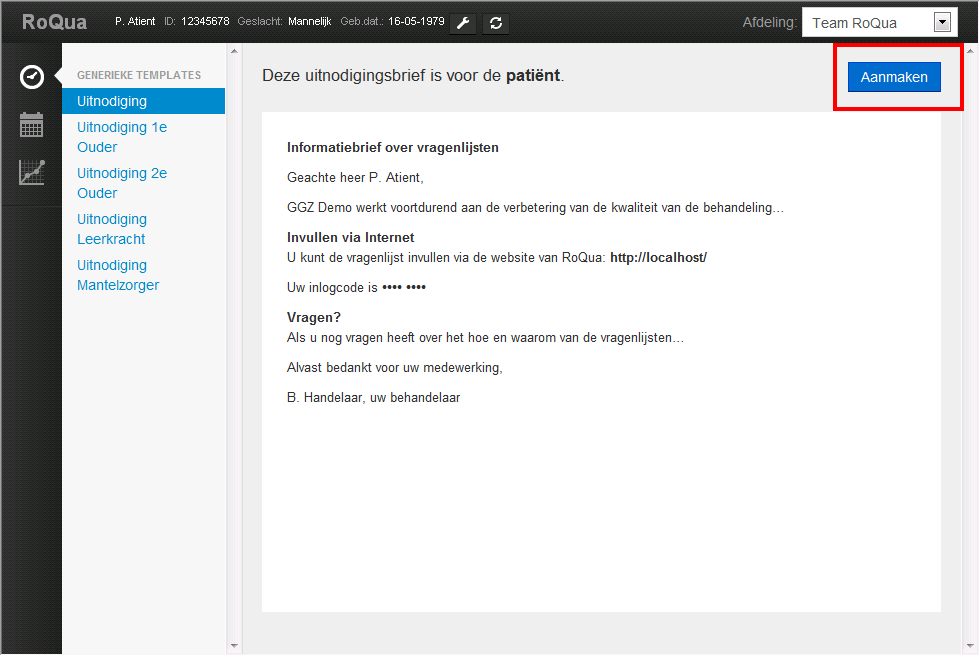 RoQua P. Atient ID: 12345678 Geslacht: Mannelijk Geb.dat.: 16-05-1979 Afdeling: Team RoQua
GENERIEKE TEMPLATES
Uitnodiging
Uitnodiging 1e
Ouder
Uitnodiging 2e
Ouder
Uitnodiging
Leerkracht
Uitnodiging
Mantelzorger
Deze uitnodigingsbrief is voor de patiënt.
Aanmaken
Informatiebrief over vragenlijsten
Geachte heer P. Atient,
GGZ Demo werkt voortdurend aan de verbetering van de kwaliteit van de behandeling…
Invullen via Internet
U kunt de vragenlijst invullen via de website van RoQua: http://localhost/
Uw inlogcode is •••• ••••
Vragen?
Als u nog vragen heeft over het hoe en waarom van de vragenlijsten…
Alvast bedankt voor uw medewerking,
B. Handelaar, uw behandelaar